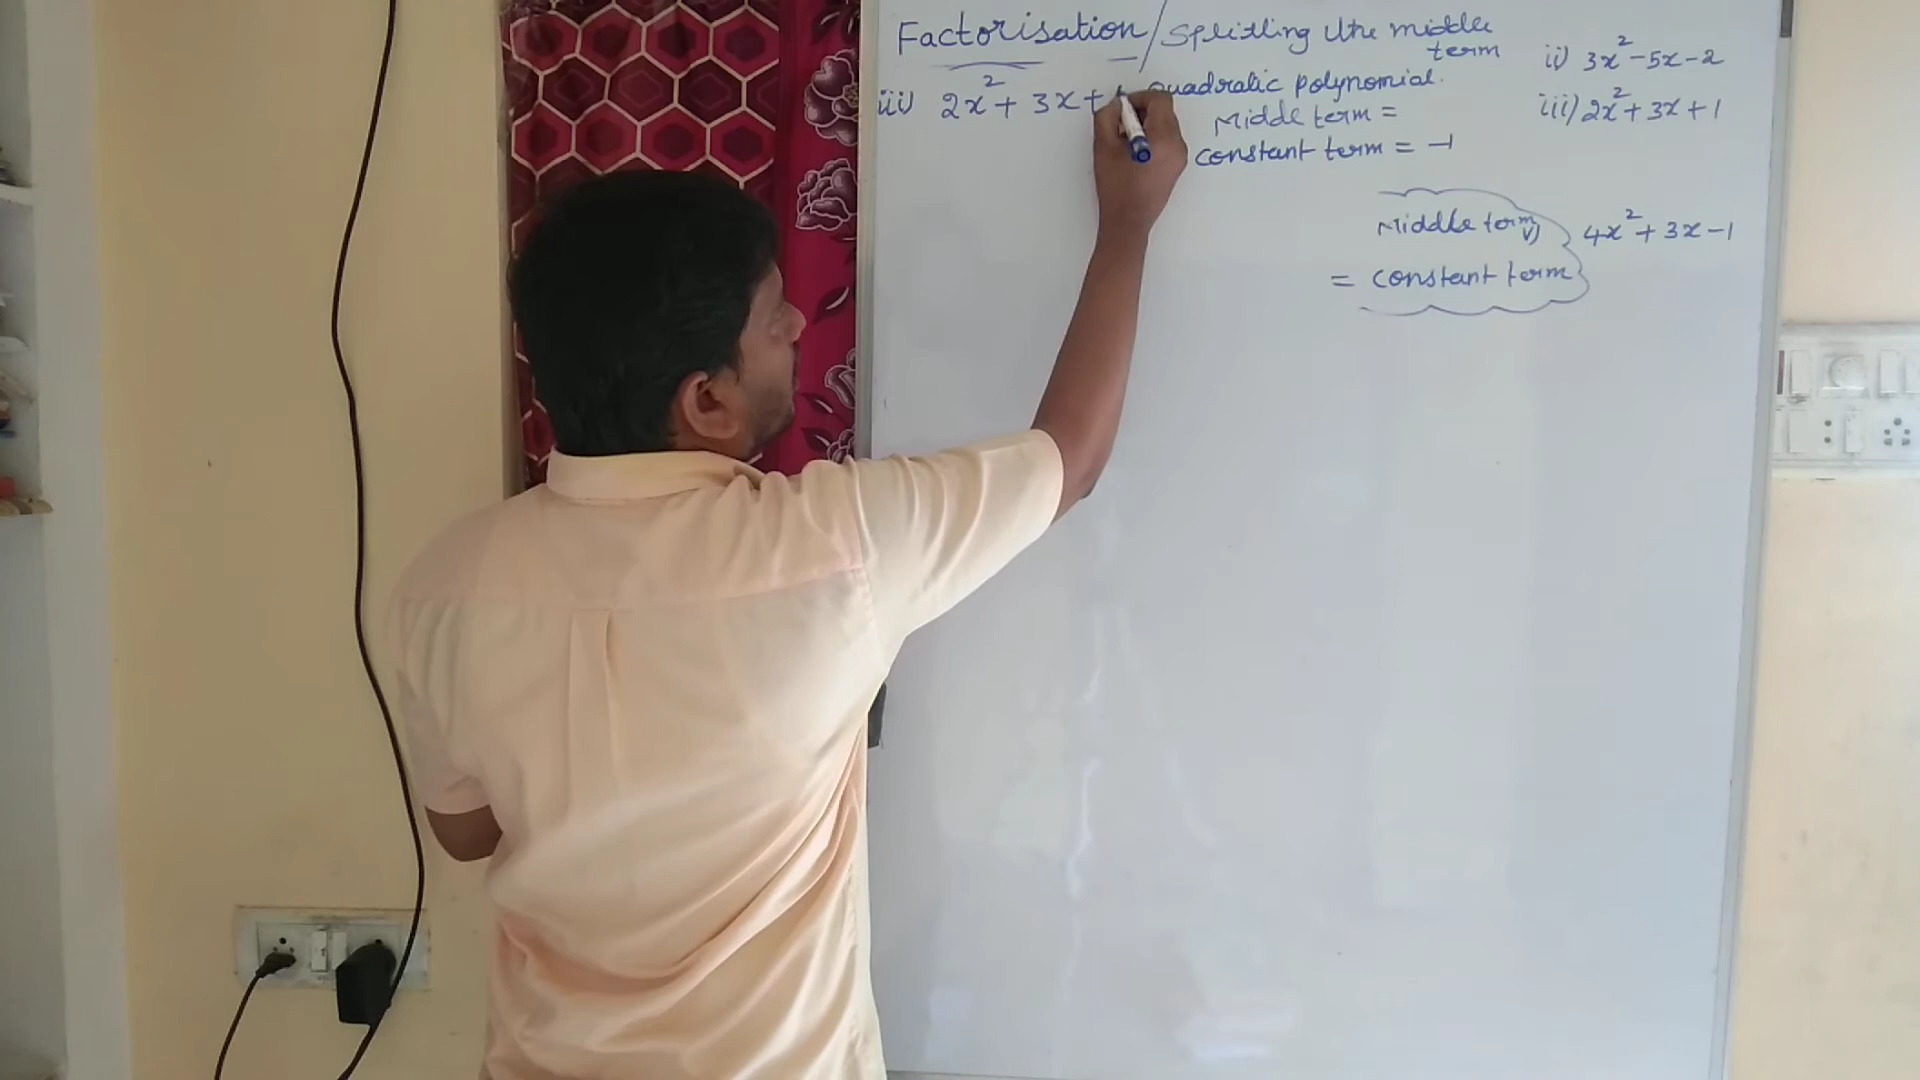 Factorisation / Splitting the middle term
iii) 2x² + 3x + 1 quadratic polynomial.
Middle term =
constant term = -1
Middle term
= constant term
ii) 3x² - 5x - 2
iii) 2x² + 3x + 1
v) 4x² + 3x - 1